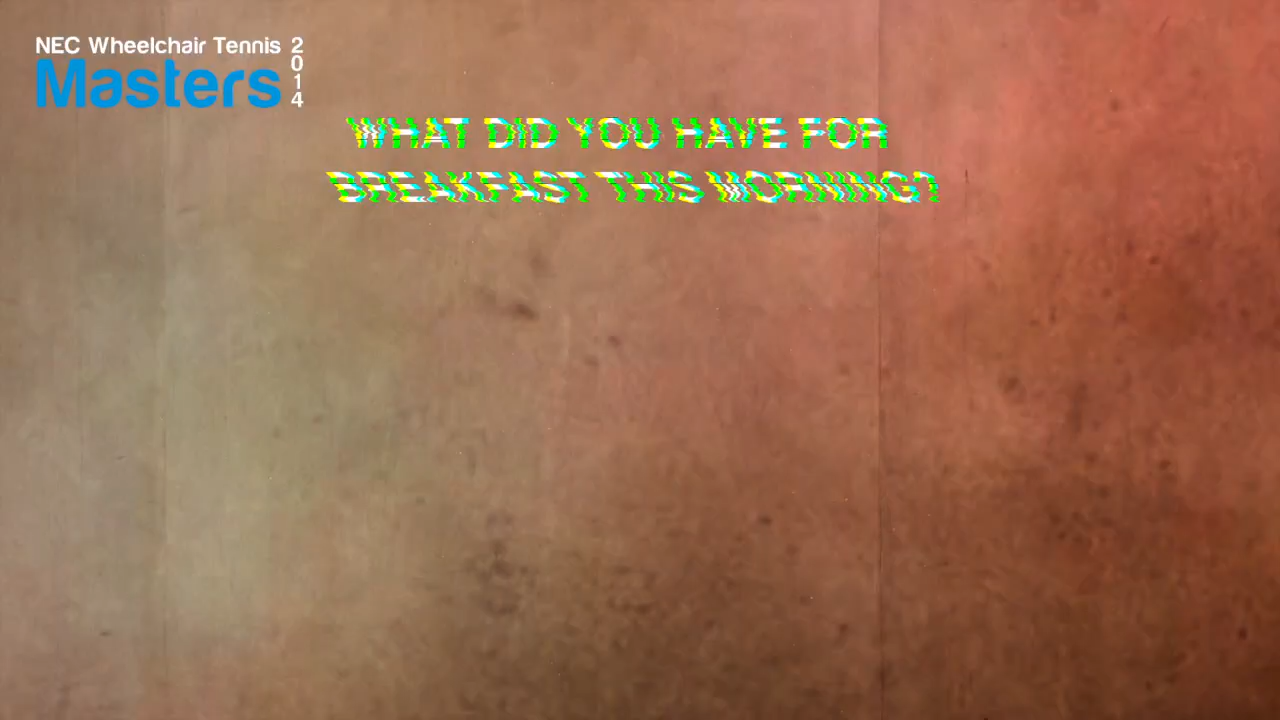 NEC Wheelchair Tennis 2014
Masters
WHAT DID YOU HAVE FOR
BREAKFAST THIS MORNING?